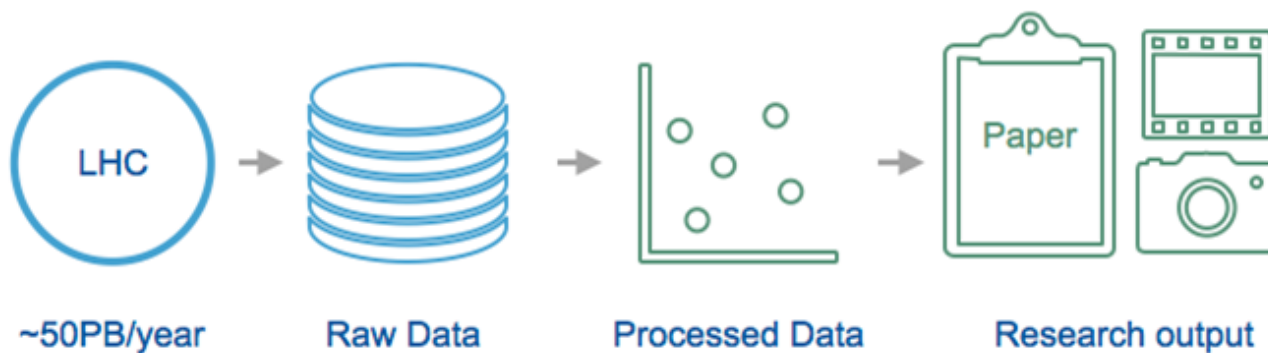 LHC
Paper
~50PB/year
Raw Data
Processed Data
Research output